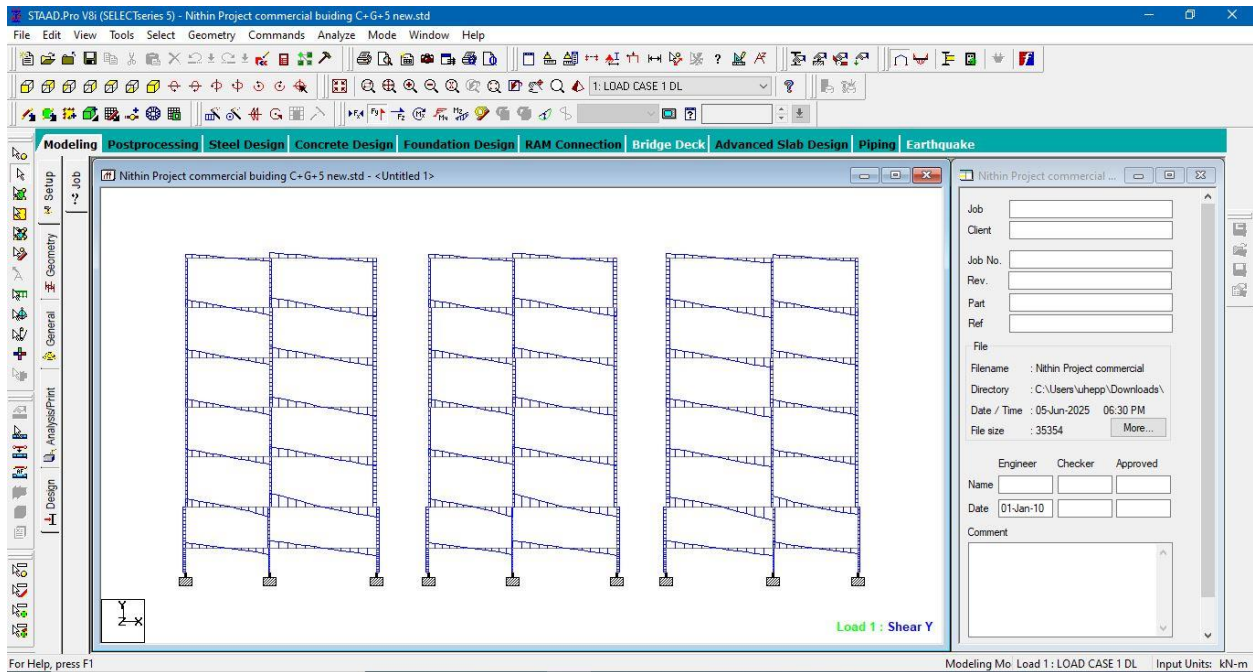 STAAD.Pro V8i (SELECTseries 5) - Nithin Project commercial buiding C+G+5 new.std
File Edit View Tools Select Geometry Commands Analyze Mode Window Help
1: LOAD CASE 1 DL
Modeling Postprocessing Steel Design Concrete Design Foundation Design RAM Connection Bridge Deck Advanced Slab Design Piping Earthquake
Setup
Geometry
General
Analysis/Print
Design
Job
Nithin Project commercial buiding C+G+5 new.std - <Untitled 1>
Y
Z X
Load 1 : Shear Y
Nithin Project commercial ...
Job
Client
Job No.
Rev.
Part
Ref
File
Filename : Nithin Project commercial
Directory : C:\Users\uhepp\Downloads\
Date / Time : 05-Jun-2025 06:30 PM
File size : 35354 More...
Engineer Checker Approved
Name
Date 01-Jan-10
Comment
For Help, press F1
Modeling Mo Load 1 : LOAD CASE 1 DL Input Units: kN-m